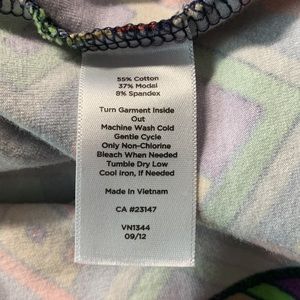 55% Cotton
37% Modal
8% Spandex
Turn Garment Inside
Out
Machine Wash Cold
Gentle Cycle
Only Non-Chlorine
Bleach When Needed
Tumble Dry Low
Cool iron, If Needed
Made in Vietnam
CA #23147
VN1344
09/12